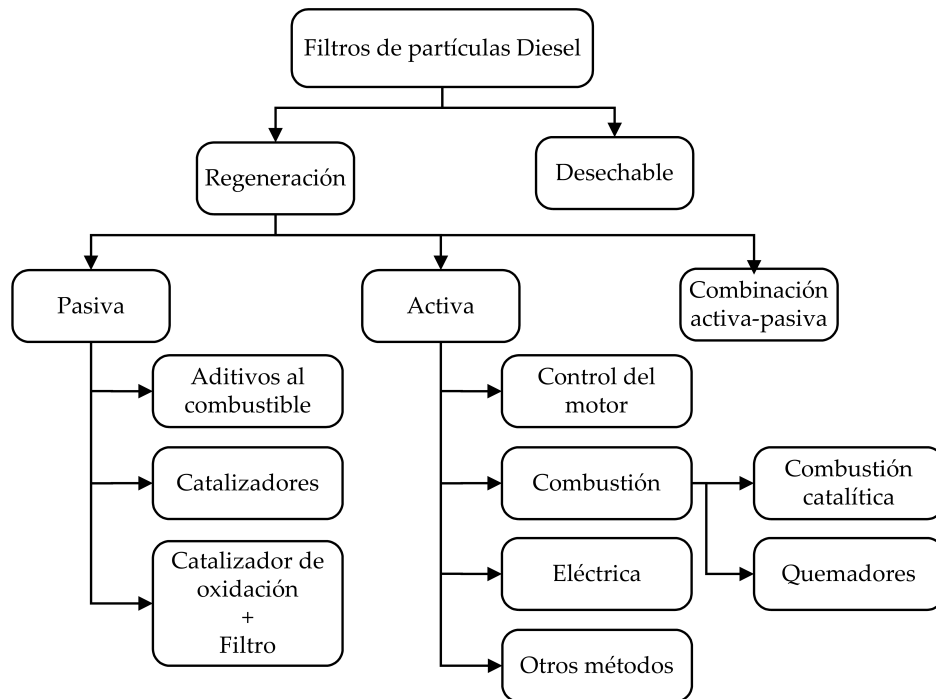 Filtros de partículas Diesel
Regeneración
Desechable
Pasiva
Activa
Combinación
activa-pasiva
Aditivos al
combustible
Catalizadores
Catalizador de
oxidación
+
Filtro
Control del
motor
Combustión
Eléctrica
Otros métodos
Combustión
catalítica
Quemadores